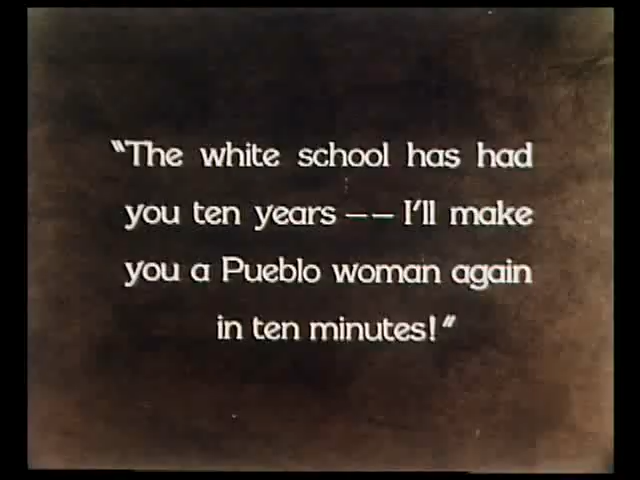 "The white school has had
you ten years –– I'll make
you a Pueblo woman again
in ten minutes!"